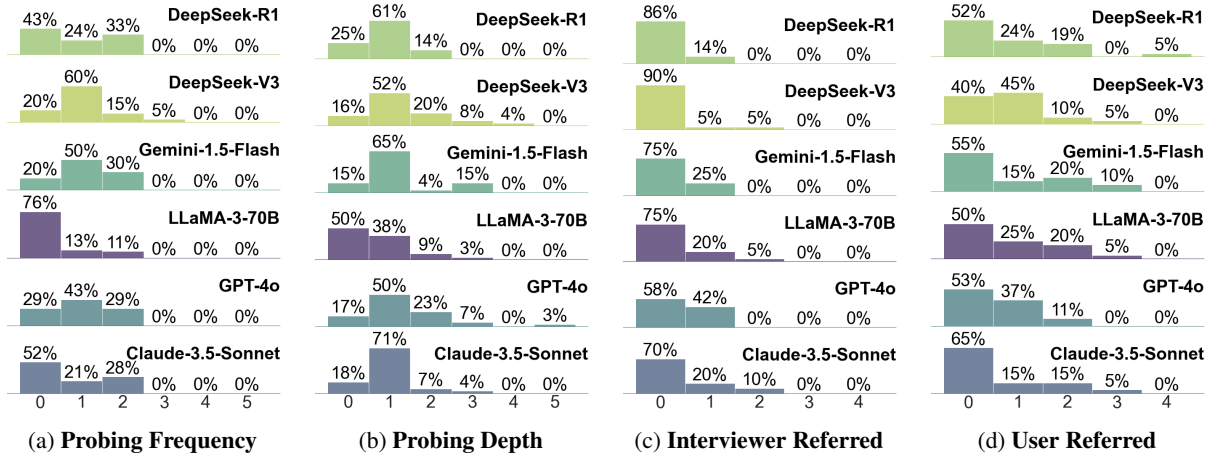 DeepSeek-R1
43% 24% 33% 0% 0% 0%
DeepSeek-V3
20% 60% 15% 5% 0% 0%
Gemini-1.5-Flash
20% 50% 30% 0% 0% 0%
LLaMA-3-70B
76% 13% 11% 0% 0% 0%
GPT-4o
29% 43% 29% 0% 0% 0%
Claude-3.5-Sonnet
52% 21% 28% 0% 0% 0%
0 1 2 3 4 5
(a) Probing Frequency
DeepSeek-R1
25% 61% 14% 0% 0% 0%
DeepSeek-V3
16% 52% 20% 8% 4% 0%
Gemini-1.5-Flash
15% 65% 4% 15% 0% 0%
LLaMA-3-70B
50% 38% 9% 3% 0% 0%
GPT-4o
17% 50% 23% 7% 0% 3%
Claude-3.5-Sonnet
18% 71% 7% 4% 0% 0%
0 1 2 3 4 5
(b) Probing Depth
DeepSeek-R1
86% 14% 0% 0% 0%
DeepSeek-V3
90% 5% 5% 0% 0%
Gemini-1.5-Flash
75% 25% 0% 0% 0%
LLaMA-3-70B
75% 20% 5% 0% 0%
GPT-4o
58% 42% 0% 0% 0%
Claude-3.5-Sonnet
70% 20% 10% 0% 0%
0 1 2 3 4
(c) Interviewer Referred
DeepSeek-R1
52% 24% 19% 0% 5%
DeepSeek-V3
40% 45% 10% 5% 0%
Gemini-1.5-Flash
55% 15% 20% 10% 0%
LLaMA-3-70B
50% 25% 20% 5% 0%
GPT-4o
53% 37% 11% 0% 0%
Claude-3.5-Sonnet
65% 15% 15% 5% 0%
0 1 2 3 4
(d) User Referred